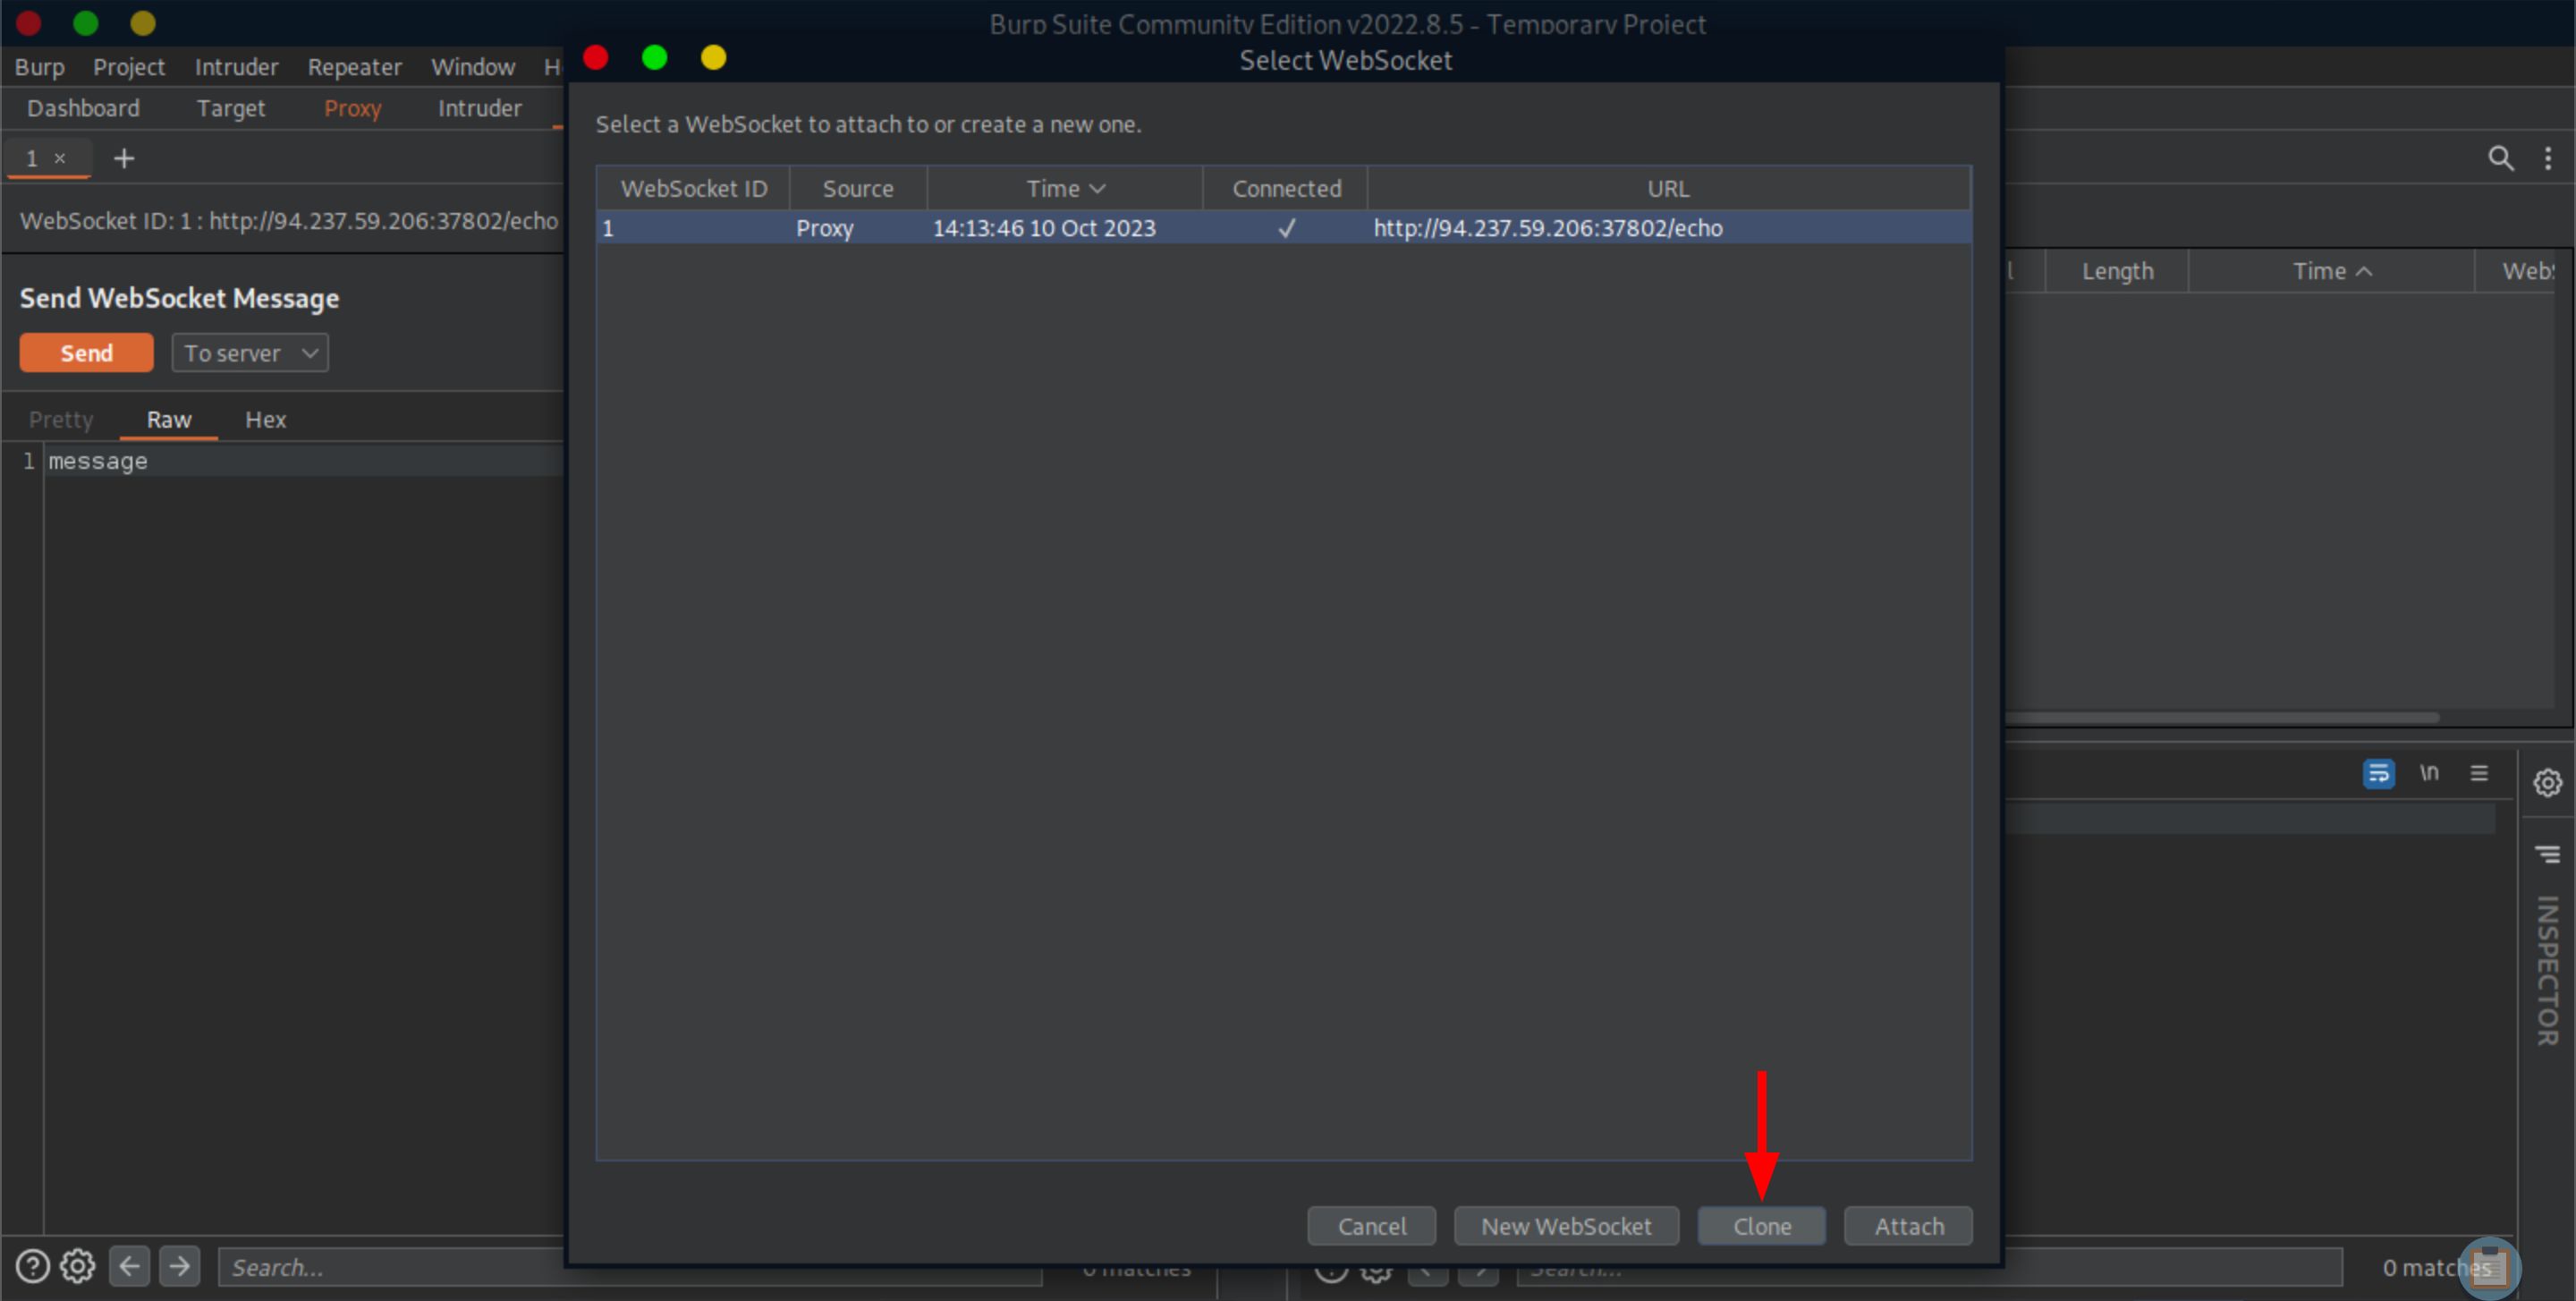 Burp Suite Community Edition v2022.8.5 - Temporary Project
Select WebSocket
Burp Project Intruder Repeater Window
Dashboard Target Proxy Intruder
Select a WebSocket to attach to or create a new one.
1 × +
WebSocket ID Source Time Connected URL
1 Proxy 14:13:46 10 Oct 2023 ✓ http://94.237.59.206:37802/echo
WebSocket ID: 1 : http://94.237.59.206:37802/echo
Length Time WebS
Send WebSocket Message
Send To server
Pretty Raw Hex
1 message
\n
INSPECTOR
Cancel New WebSocket Clone Attach
Search... 0 matches
Search... 0 matches